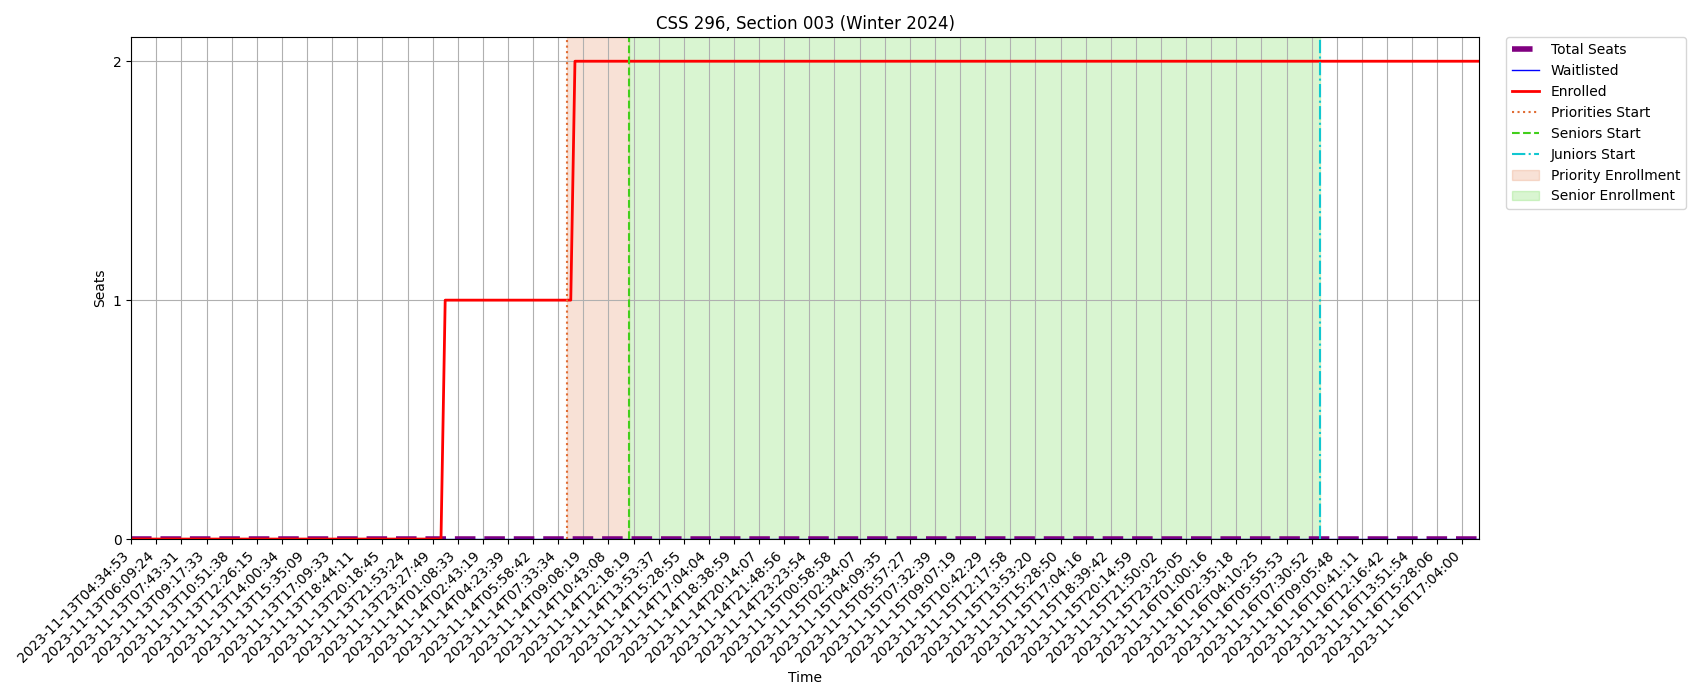 CSS 296, Section 003 (Winter 2024)
Total Seats
Waitlisted
Enrolled
Priorities Start
Seniors Start
Juniors Start
Priority Enrollment
Senior Enrollment
Seats
2
1
0
2023-11-13T04:34:53
2023-11-13T06:09:24
2023-11-13T07:43:31
2023-11-13T09:17:33
2023-11-13T10:51:38
2023-11-13T12:26:15
2023-11-13T14:00:34
2023-11-13T15:35:09
2023-11-13T17:09:33
2023-11-13T18:44:11
2023-11-13T20:18:45
2023-11-13T21:53:24
2023-11-13T23:27:49
2023-11-14T01:08:33
2023-11-14T02:43:19
2023-11-14T04:23:39
2023-11-14T05:58:42
2023-11-14T07:33:34
2023-11-14T09:08:19
2023-11-14T10:43:08
2023-11-14T12:18:19
2023-11-14T13:53:37
2023-11-14T15:28:55
2023-11-14T17:04:04
2023-11-14T18:38:59
2023-11-14T20:14:07
2023-11-14T21:48:56
2023-11-14T23:23:54
2023-11-15T00:58:58
2023-11-15T02:34:07
2023-11-15T04:09:35
2023-11-15T05:57:27
2023-11-15T07:32:39
2023-11-15T09:07:19
2023-11-15T10:42:29
2023-11-15T12:17:58
2023-11-15T13:53:20
2023-11-15T15:28:50
2023-11-15T17:04:16
2023-11-15T18:39:42
2023-11-15T20:14:59
2023-11-15T21:50:02
2023-11-15T23:25:05
2023-11-16T01:00:16
2023-11-16T02:35:18
2023-11-16T04:10:25
2023-11-16T05:55:53
2023-11-16T07:30:52
2023-11-16T09:05:48
2023-11-16T10:41:11
2023-11-16T12:16:42
2023-11-16T13:51:54
2023-11-16T15:28:06
2023-11-16T17:04:00
Time